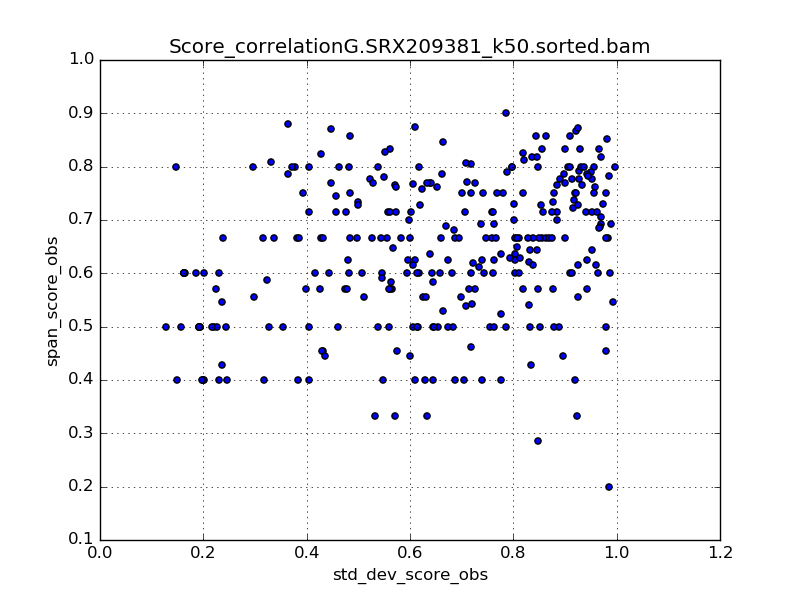 Score_correlationG.SRX209381_k50.sorted.bam
1.0
0.9
0.8
0.7
0.6
0.5
0.4
0.3
0.2
0.1
span_score_obs
0.0 0.2 0.4 0.6 0.8 1.0 1.2
std_dev_score_obs